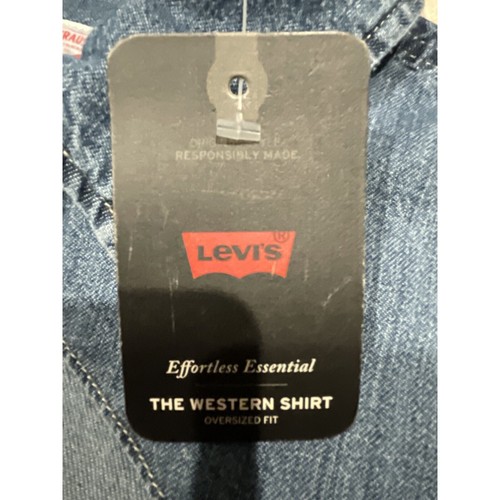 RESPONSIBLY MADE
Levi's®
Effortless Essential
THE WESTERN SHIRT
OVERSIZED FIT